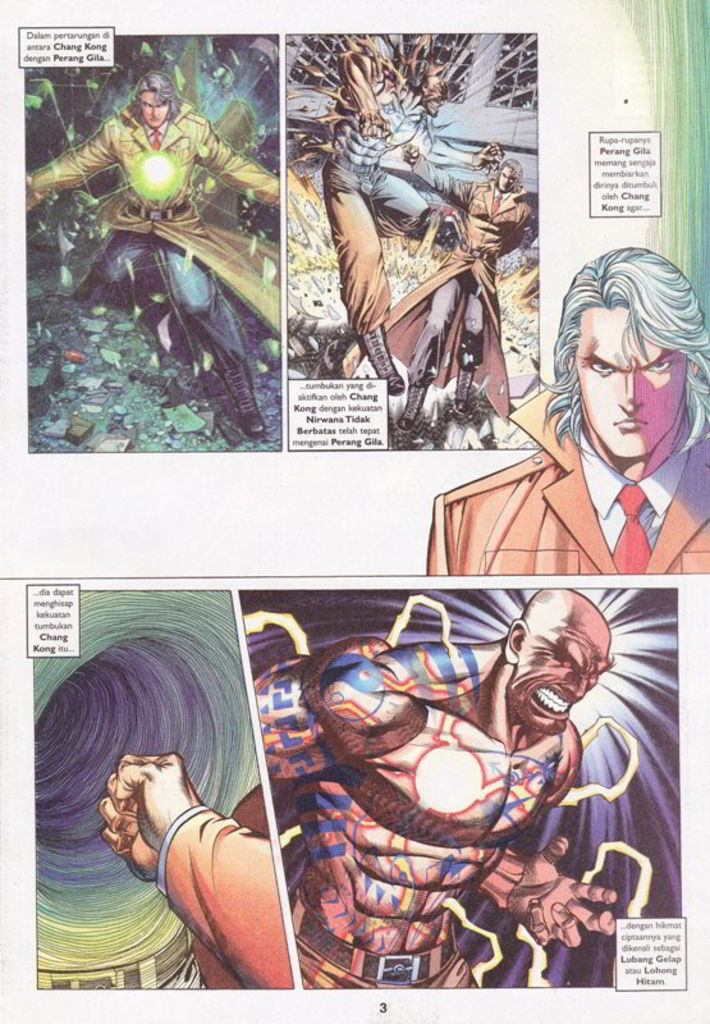 Dalam pertarungan di
antara Chang Kong
dengan Perang Gila...
...tumbukan yang di-
aktifkan oleh Chang
Kong dengan kekuatan
Nirwana Tidak
Berbatas telah tepat
mengenai Perang Gila.
Rupa-rupanya
Perang Gila
memang sengaja
membiarkan
dirinya ditumbuk
oleh Chang
Kong agar...
...dia dapat
menghisap
kekuatan
tumbukan
Chang
Kong itu...
...dengan hikmat
ciptaannya yang
dikenali sebagai
Lubang Gelap
atau Lohong
Hitam.
3